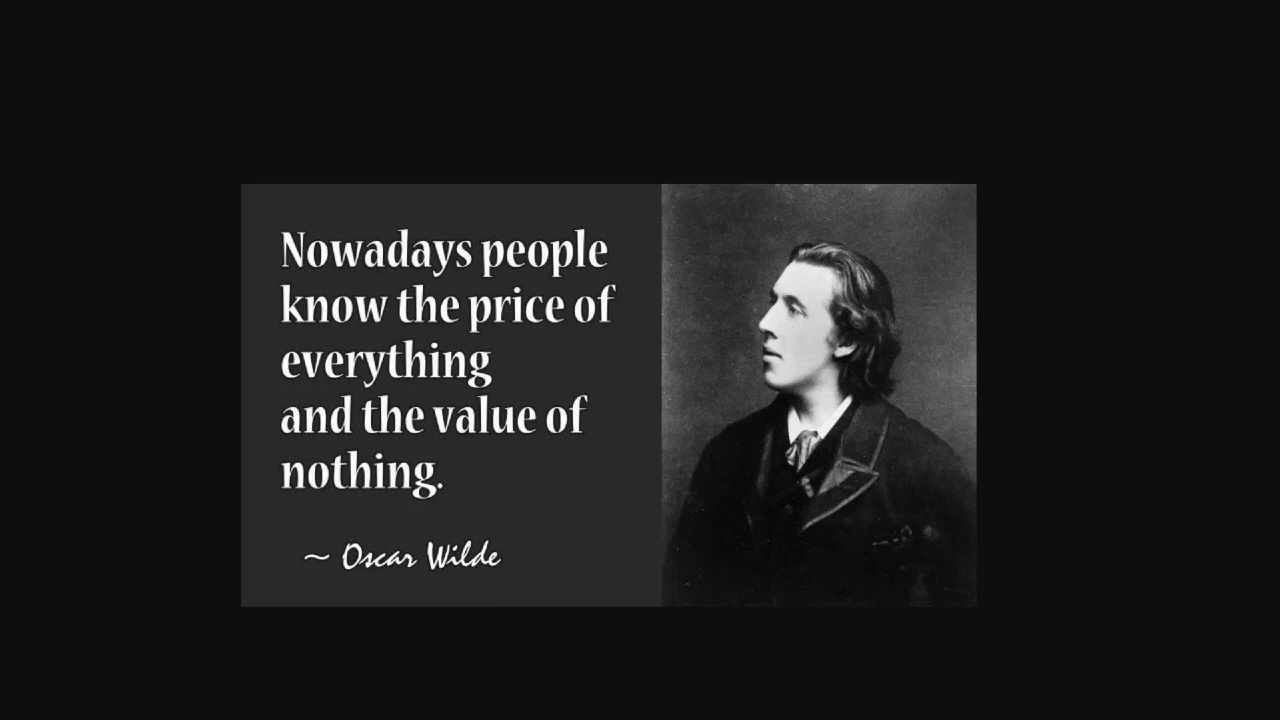 Nowadays people
know the price of
everything
and the value of
nothing.
~ Oscar Wilde